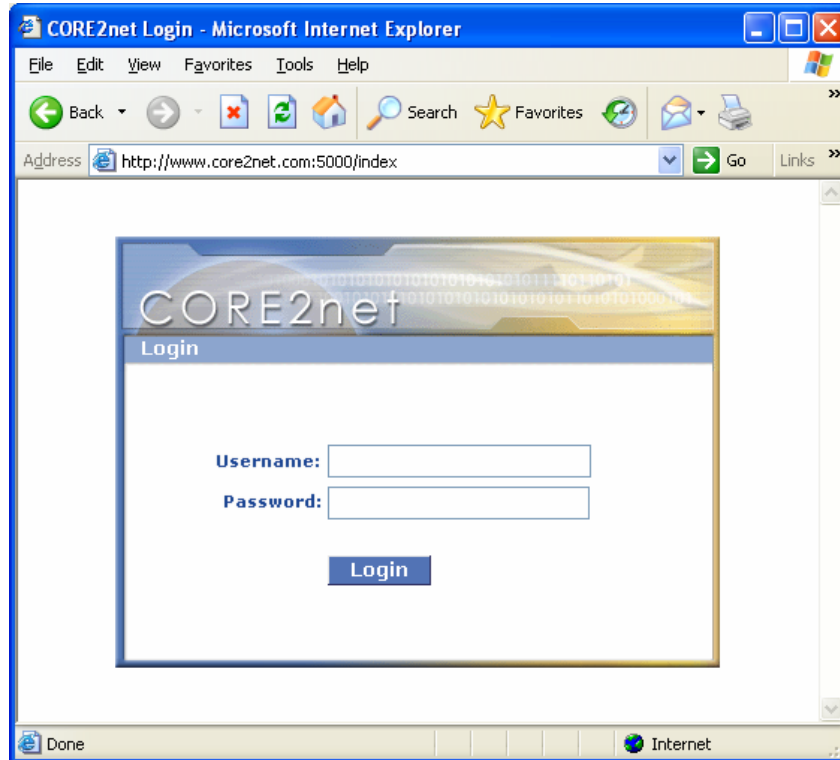 CORE2net Login - Microsoft Internet Explorer
File Edit View Favorites Tools Help
Back Search Favorites
Address http://www.core2net.com:5000/index Go Links
CORE2net
Login
Username:
Password:
Login
Done Internet